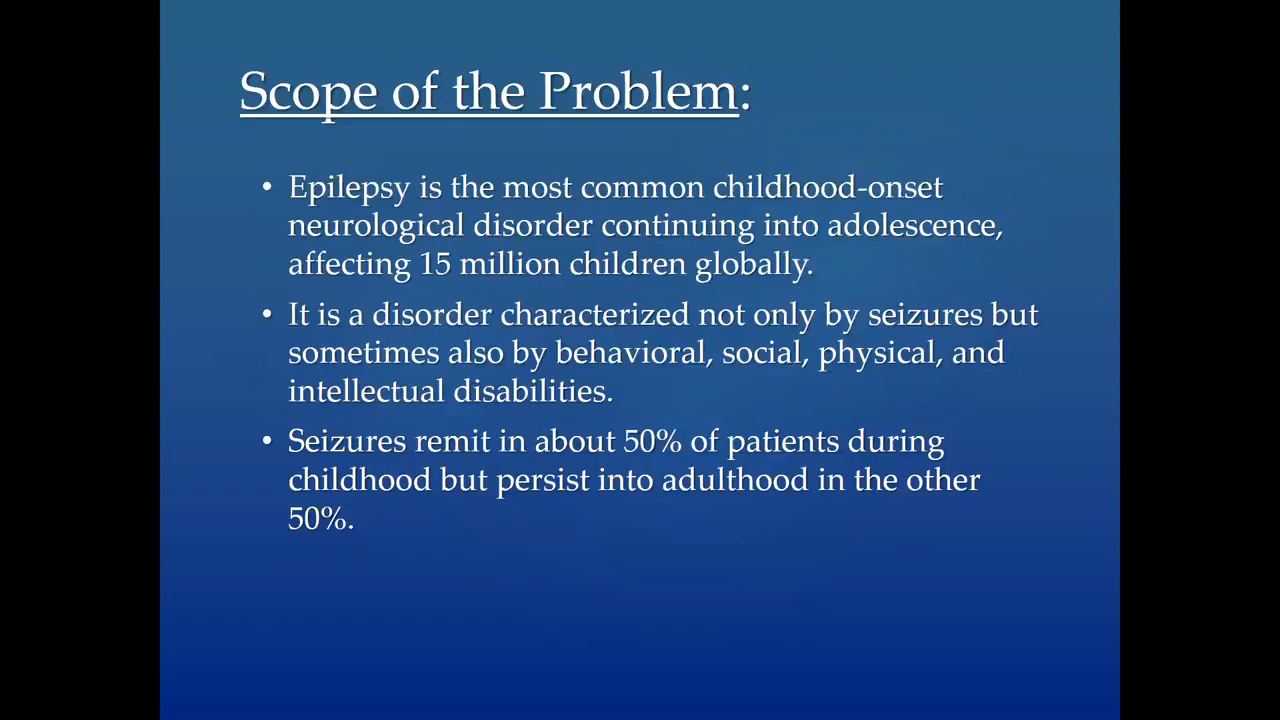 Scope of the Problem:
• Epilepsy is the most common childhood-onset
neurological disorder continuing into adolescence,
affecting 15 million children globally.
• It is a disorder characterized not only by seizures but
sometimes also by behavioral, social, physical, and
intellectual disabilities.
• Seizures remit in about 50% of patients during
childhood but persist into adulthood in the other
50%.